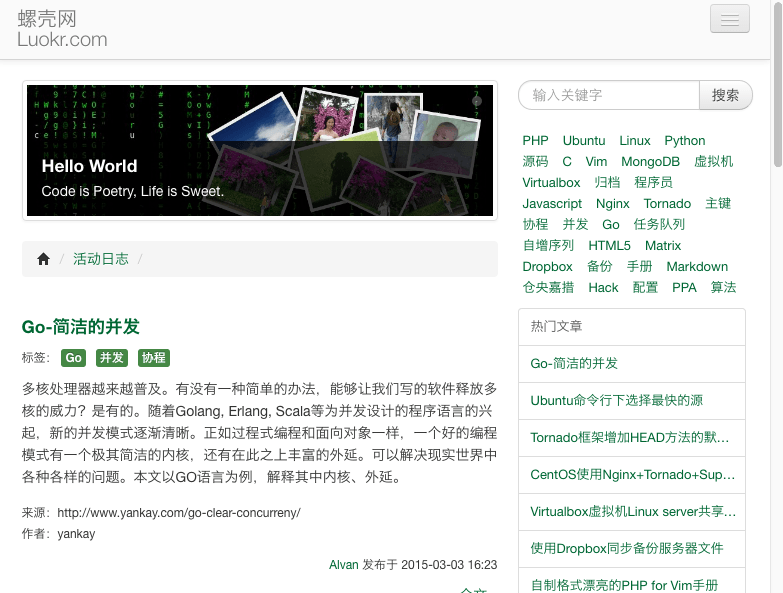 螺壳网
Luokr.com
Hello World
Code is Poetry, Life is Sweet.
/ 活动日志 /
Go-简洁的并发
标签: Go 并发 协程
多核处理器越来越普及。有没有一种简单的办法，能够让我们写的软件释放多
核的威力？是有的。随着Golang, Erlang, Scala等为并发设计的程序语言的兴
起，新的并发模式逐渐清晰。正如过程式编程和面向对象一样，一个好的编程
模式有一个极其简洁的内核，还有在此之上丰富的外延。可以解决现实世界中
各种各样的问题。本文以GO语言为例，解释其中内核、外延。
来源: http://www.yankay.com/go-clear-concurreny/
作者: yankay
Alvan 发布于 2015-03-03 16:23
输入关键字 搜索
PHP Ubuntu Linux Python
源码 C Vim MongoDB 虚拟机
Virtualbox 归档 程序员
Javascript Nginx Tornado 主键
协程 并发 Go 任务队列
自增序列 HTML5 Matrix
Dropbox 备份 手册 Markdown
仓央嘉措 Hack 配置 PPA 算法
热门文章
Go-简洁的并发
Ubuntu命令行下选择最快的源
Tornado框架增加HEAD方法的默…
CentOS使用Nginx+Tornado+Sup…
Virtualbox虚拟机Linux server共享…
使用Dropbox同步备份服务器文件
自制格式漂亮的PHP for Vim手册